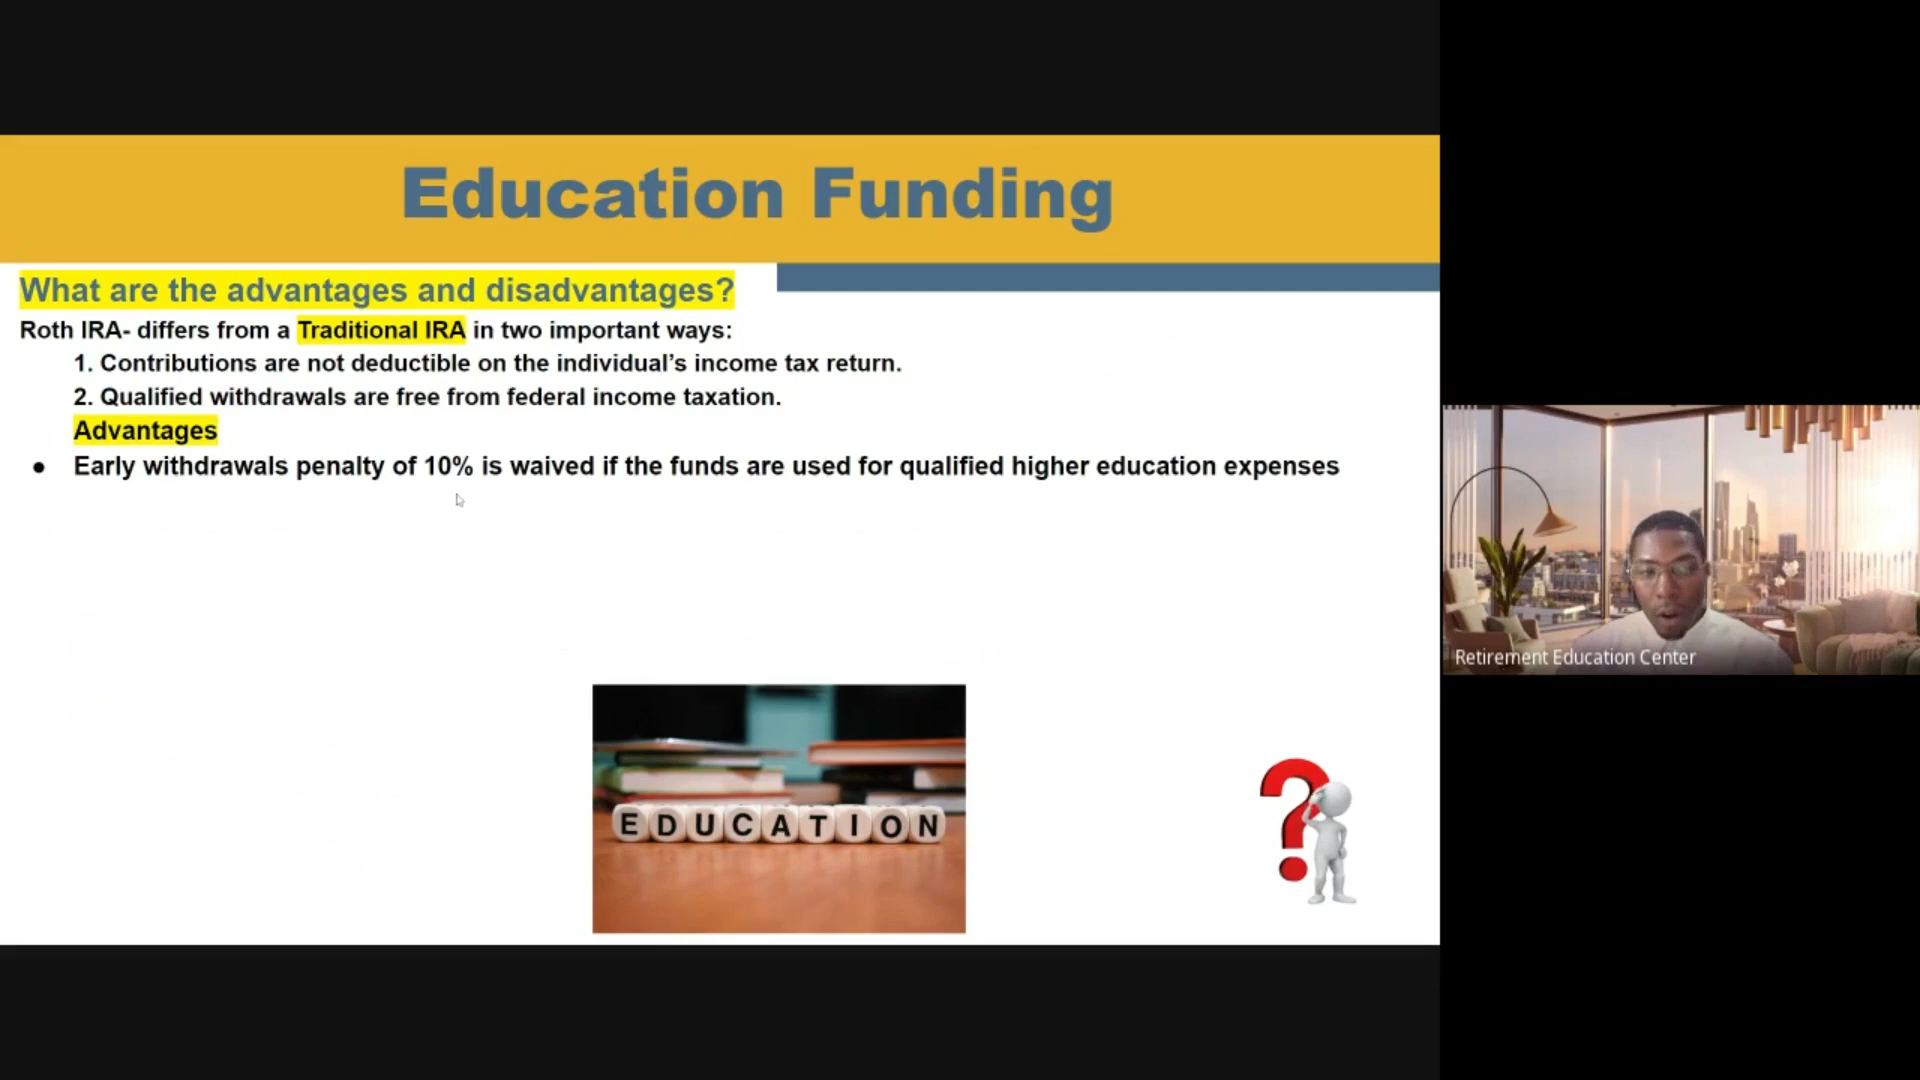 Education Funding
What are the advantages and disadvantages?
Roth IRA- differs from a Traditional IRA in two important ways:
1. Contributions are not deductible on the individual's income tax return.
2. Qualified withdrawals are free from federal income taxation.
Advantages
● Early withdrawals penalty of 10% is waived if the funds are used for qualified higher education expenses
EDUCATION
?
Retirement Education Center